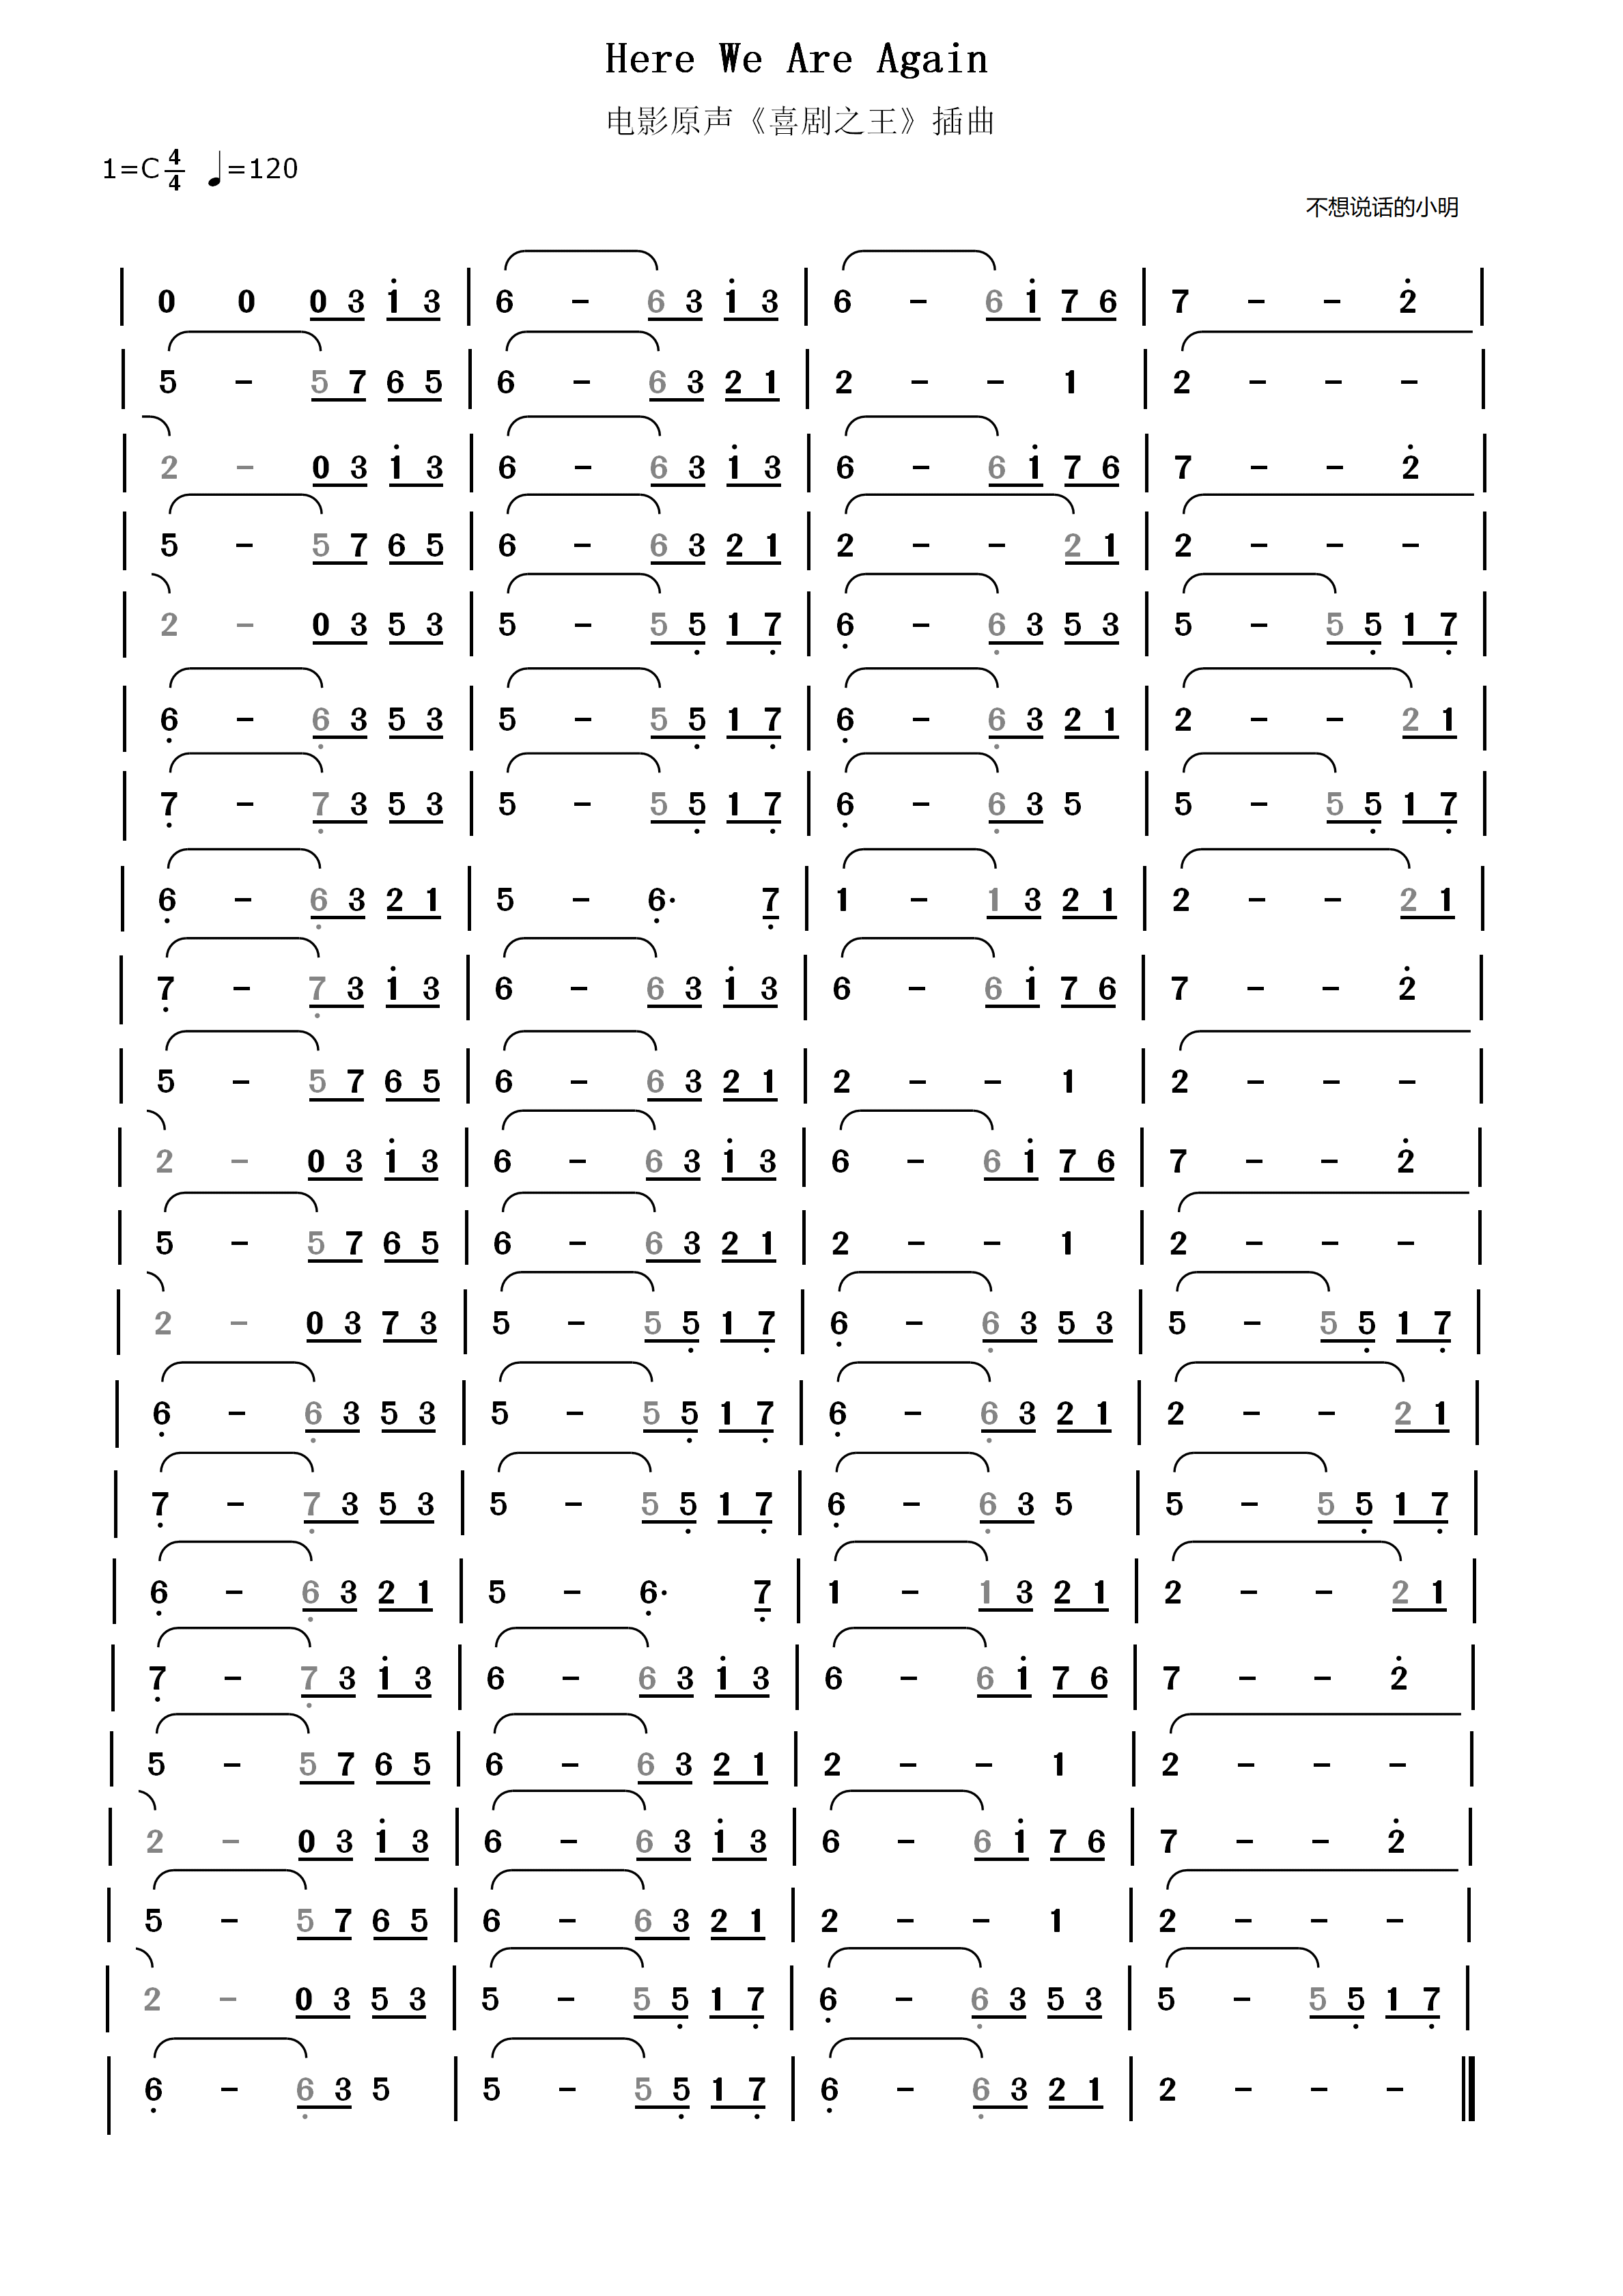 Here We Are Again
电影原声《喜剧之王》插曲
1=C 4/4 ♩=120
不想说话的小明
| 0 0 0 3 1̇ 3 | 6 - 6 3 1̇ 3 | 6 - 6 1̇ 7 6 | 7 - - 2̇ |
| 5 - 5 7 6 5 | 6 - 6 3 2 1 | 2 - - 1 | 2 - - - |
| 2 - 0 3 1̇ 3 | 6 - 6 3 1̇ 3 | 6 - 6 1̇ 7 6 | 7 - - 2̇ |
| 5 - 5 7 6 5 | 6 - 6 3 2 1 | 2 - - 2 1 | 2 - - - |
| 2 - 0 3 5 3 | 5 - 5 5̣ 1 7̣ | 6̣ - 6̣ 3 5 3 | 5 - 5 5̣ 1 7̣ |
| 6̣ - 6̣ 3 5 3 | 5 - 5 5̣ 1 7̣ | 6̣ - 6̣ 3 2 1 | 2 - - 2 1 |
| 7̣ - 7̣ 3 5 3 | 5 - 5 5̣ 1 7̣ | 6̣ - 6̣ 3 5 | 5 - 5 5̣ 1 7̣ |
| 6̣ - 6̣ 3 2 1 | 5 - 6̣· 7̣ | 1 - 1 3 2 1 | 2 - - 2 1 |
| 7̣ - 7̣ 3 1̇ 3 | 6 - 6 3 1̇ 3 | 6 - 6 1̇ 7 6 | 7 - - 2̇ |
| 5 - 5 7 6 5 | 6 - 6 3 2 1 | 2 - - 1 | 2 - - - |
| 2 - 0 3 1̇ 3 | 6 - 6 3 1̇ 3 | 6 - 6 1̇ 7 6 | 7 - - 2̇ |
| 5 - 5 7 6 5 | 6 - 6 3 2 1 | 2 - - 1 | 2 - - - |
| 2 - 0 3 7 3 | 5 - 5 5̣ 1 7̣ | 6̣ - 6̣ 3 5 3 | 5 - 5 5̣ 1 7̣ |
| 6̣ - 6̣ 3 5 3 | 5 - 5 5̣ 1 7̣ | 6̣ - 6̣ 3 2 1 | 2 - - 2 1 |
| 7̣ - 7̣ 3 5 3 | 5 - 5 5̣ 1 7̣ | 6̣ - 6̣ 3 5 | 5 - 5 5̣ 1 7̣ |
| 6̣ - 6̣ 3 2 1 | 5 - 6̣· 7̣ | 1 - 1 3 2 1 | 2 - - 2 1 |
| 7̣ - 7̣ 3 1̇ 3 | 6 - 6 3 1̇ 3 | 6 - 6 1̇ 7 6 | 7 - - 2̇ |
| 5 - 5 7 6 5 | 6 - 6 3 2 1 | 2 - - 1 | 2 - - - |
| 2 - 0 3 1̇ 3 | 6 - 6 3 1̇ 3 | 6 - 6 1̇ 7 6 | 7 - - 2̇ |
| 5 - 5 7 6 5 | 6 - 6 3 2 1 | 2 - - 1 | 2 - - - |
| 2 - 0 3 5 3 | 5 - 5 5̣ 1 7̣ | 6̣ - 6̣ 3 5 3 | 5 - 5 5̣ 1 7̣ |
| 6̣ - 6̣ 3 5 | 5 - 5 5̣ 1 7̣ | 6̣ - 6̣ 3 2 1 | 2 - - - ‖